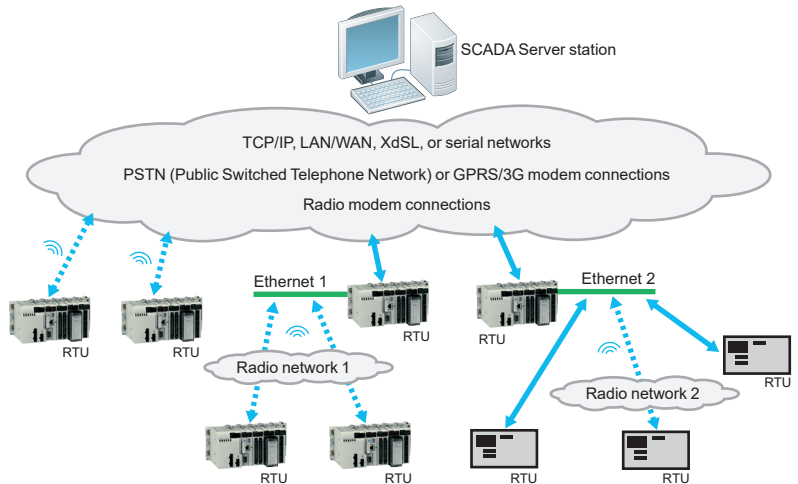 SCADA Server station
TCP/IP, LAN/WAN, XdSL, or serial networks
PSTN (Public Switched Telephone Network) or GPRS/3G modem connections
Radio modem connections
Ethernet 1
Ethernet 2
RTU
RTU
RTU
RTU
Radio network 1
RTU
Radio network 2
RTU
RTU
RTU
RTU